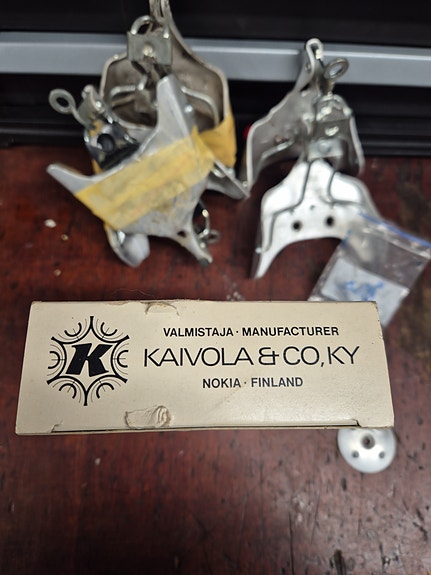 K
VALMISTAJA · MANUFACTURER
KAIVOLA & CO, KY
NOKIA · FINLAND